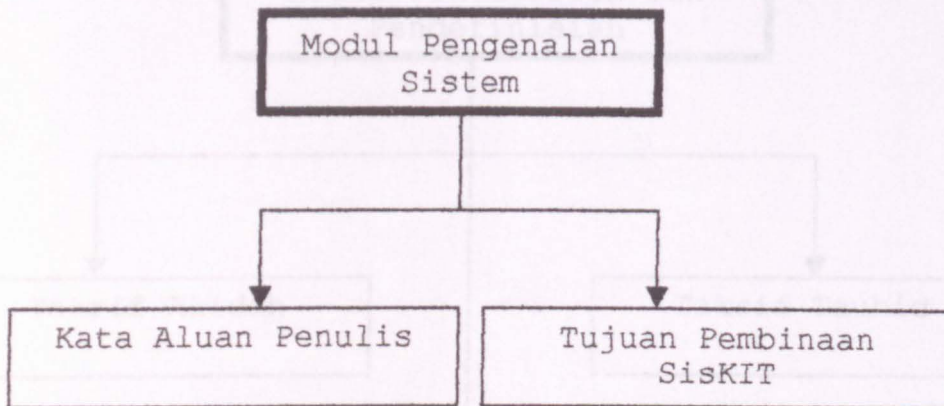 Modul Pengenalan
Sistem
Kata Aluan Penulis
Tujuan Pembinaan
SisKIT